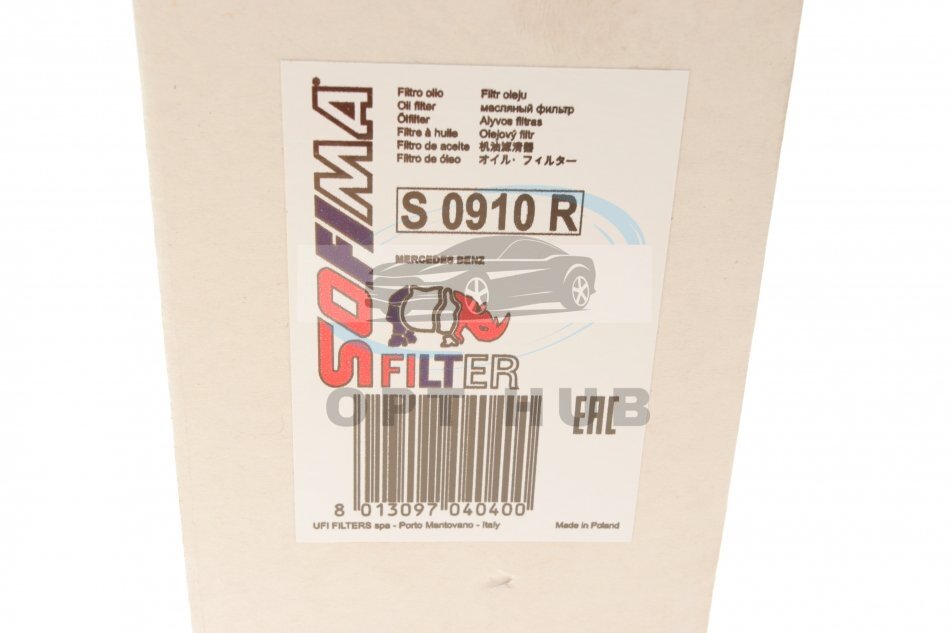 SOFIMA®
Filtro olio
Oil filter
Ölfilter
Filtre à huile
Filtro de aceite
Filtro de óleo
Filtr oleju
масляный фильтр
Alyvos filtras
Olejový filtr
机油滤清器
オイル・フィルター
S 0910 R
MERCEDES BENZ
FILTER
OPT HUB
EAC
8 013097 040400
UFI FILTERS spa - Porto Mantovano - Italy
Made in Poland